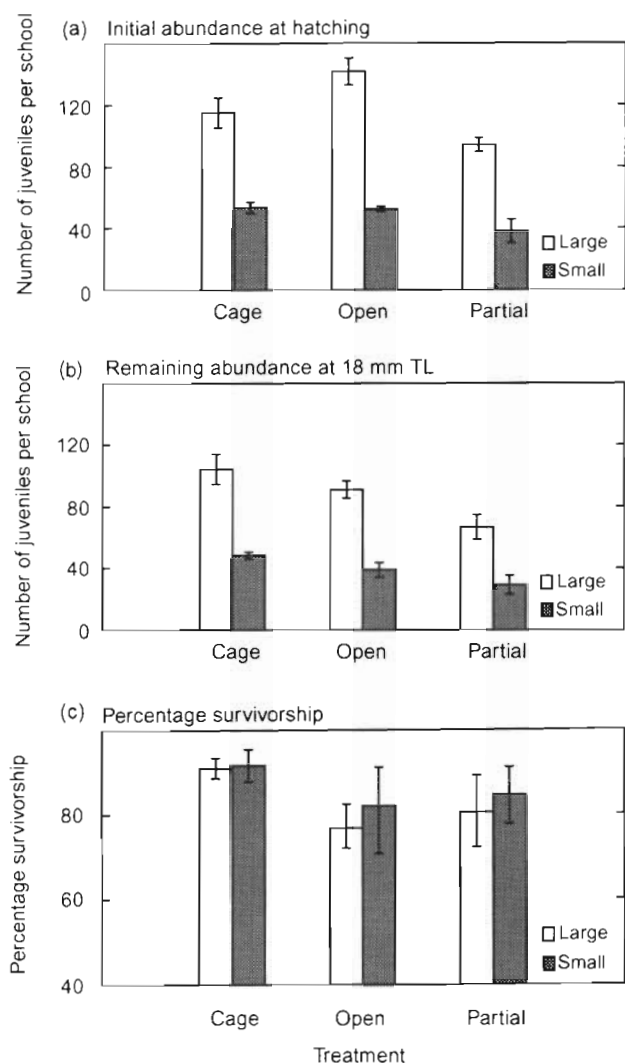 (a) Initial abundance at hatching
Number of juveniles per school
120
80
40
0
Large
Small
Cage Open Partial
(b) Remaining abundance at 18 mm TL
Number of juveniles per school
120
80
40
0
Large
Small
Cage Open Partial
(c) Percentage survivorship
Percentage survivorship
80
60
40
Large
Small
Cage Open Partial
Treatment